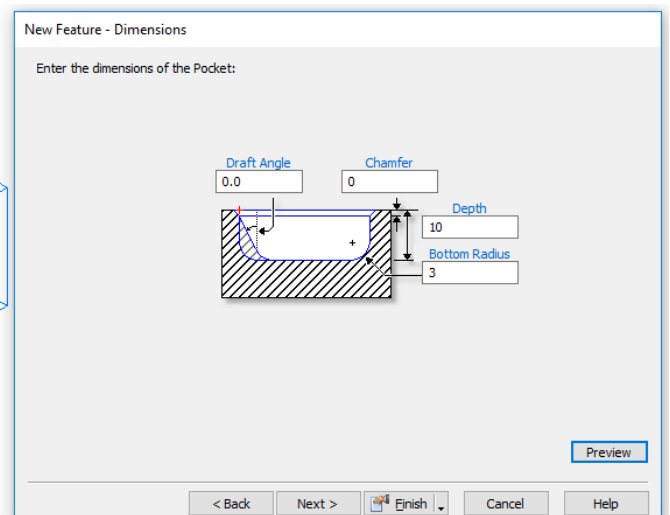 New Feature - Dimensions
Enter the dimensions of the Pocket:
Draft Angle
Chamfer
0.0
0
Depth
10
Bottom Radius
3
Preview
< Back
Next >
Finish
Cancel
Help